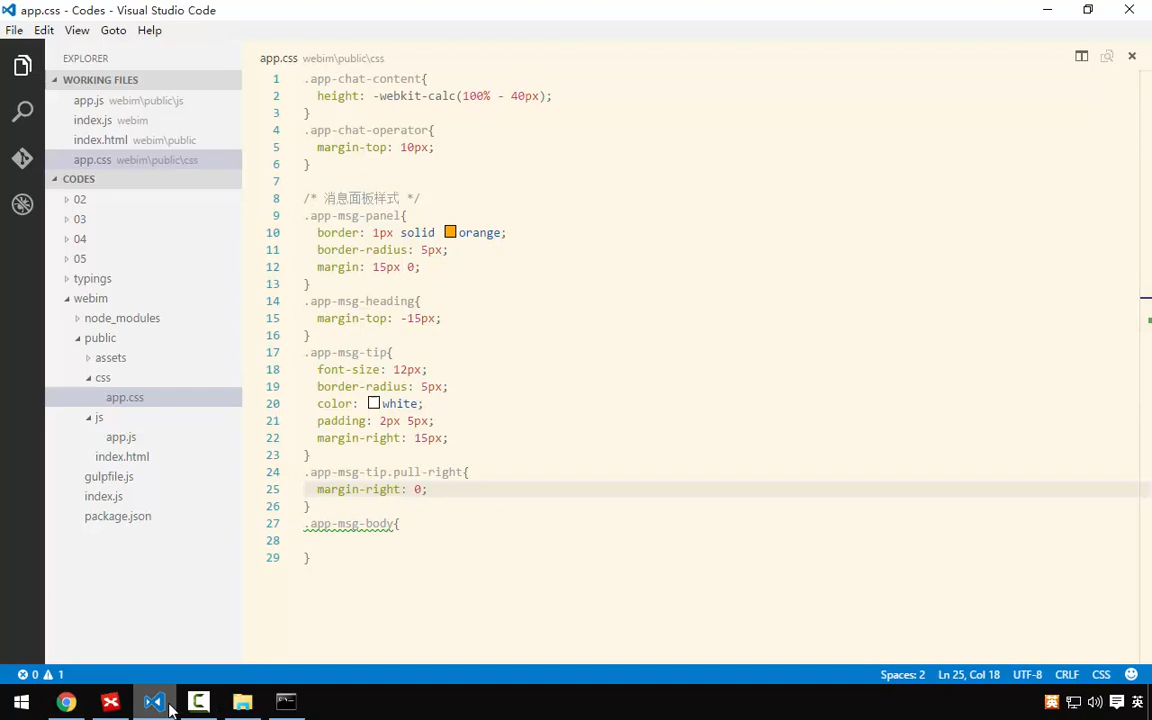 app.css - Codes - Visual Studio Code
File Edit View Goto Help
EXPLORER
WORKING FILES
app.js webim\public\js
index.js webim
index.html webim\public
app.css webim\public\css
CODES
02
03
04
05
typings
webim
node_modules
public
assets
css
app.css
js
app.js
index.html
gulpfile.js
index.js
package.json
app.css webim\public\css
1 .app-chat-content{
2 height: -webkit-calc(100% - 40px);
3 }
4 .app-chat-operator{
5 margin-top: 10px;
6 }
7
8 /* 消息面板样式 */
9 .app-msg-panel{
10 border: 1px solid orange;
11 border-radius: 5px;
12 margin: 15px 0;
13 }
14 .app-msg-heading{
15 margin-top: -15px;
16 }
17 .app-msg-tip{
18 font-size: 12px;
19 border-radius: 5px;
20 color: white;
21 padding: 2px 5px;
22 margin-right: 15px;
23 }
24 .app-msg-tip.pull-right{
25 margin-right: 0;
26 }
27 .app-msg-body{
28
29 }
0 1 Spaces: 2 Ln 25, Col 18 UTF-8 CRLF CSS
英